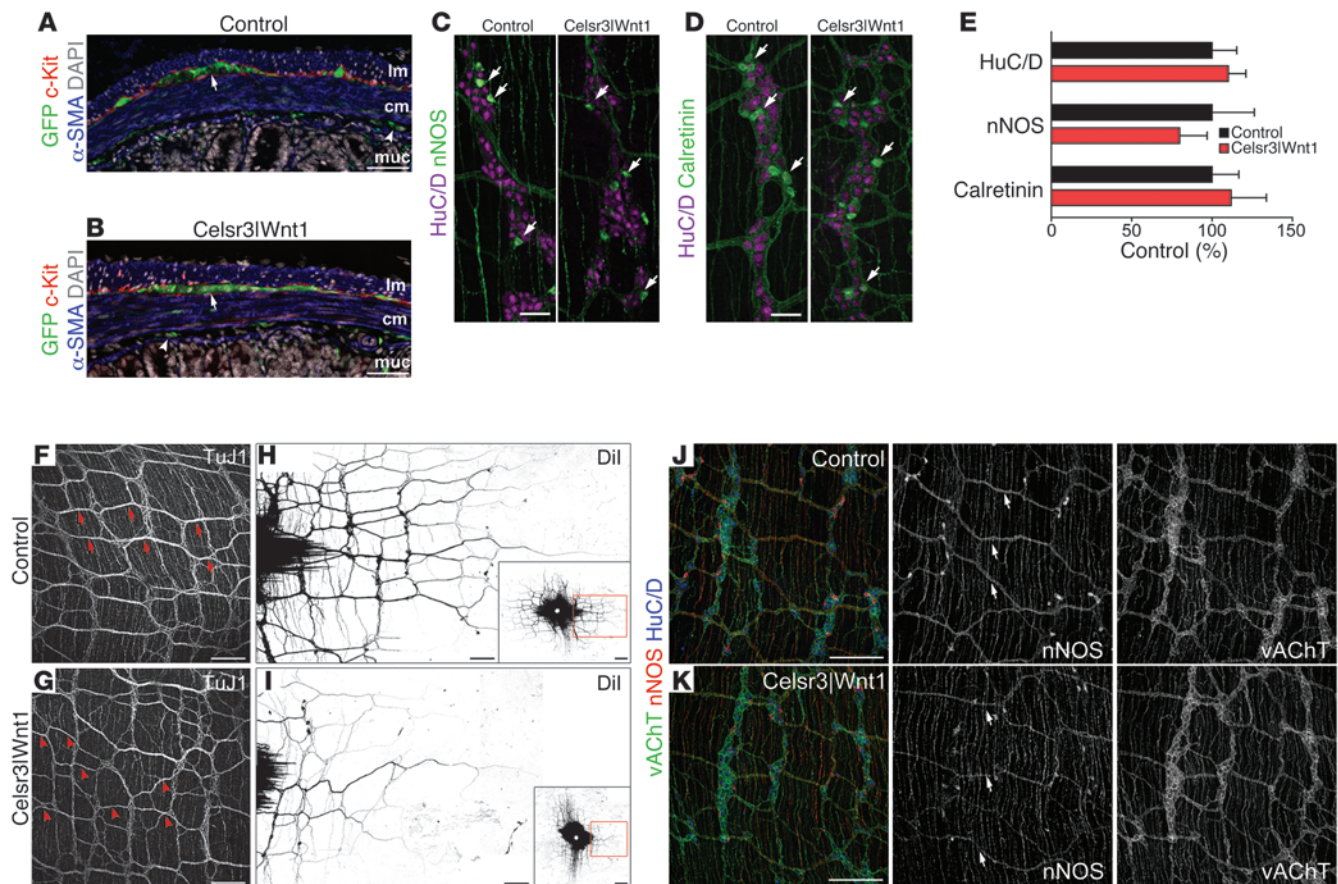 A
Control
GFP c-Kit
α-SMA DAPI
lm
cm
muc
B
Celsr3|Wnt1
GFP c-Kit
α-SMA DAPI
lm
cm
muc
C
Control
Celsr3|Wnt1
HuC/D nNOS
D
Control
Celsr3|Wnt1
HuC/D Calretinin
E
HuC/D
nNOS
Calretinin
Control
Celsr3|Wnt1
0
50
100
150
Control (%)
F
TuJ1
Control
H
DiI
G
TuJ1
Celsr3|Wnt1
I
DiI
J
Control
nNOS
vAChT
vAChT nNOS HuC/D
K
Celsr3|Wnt1
nNOS
vAChT